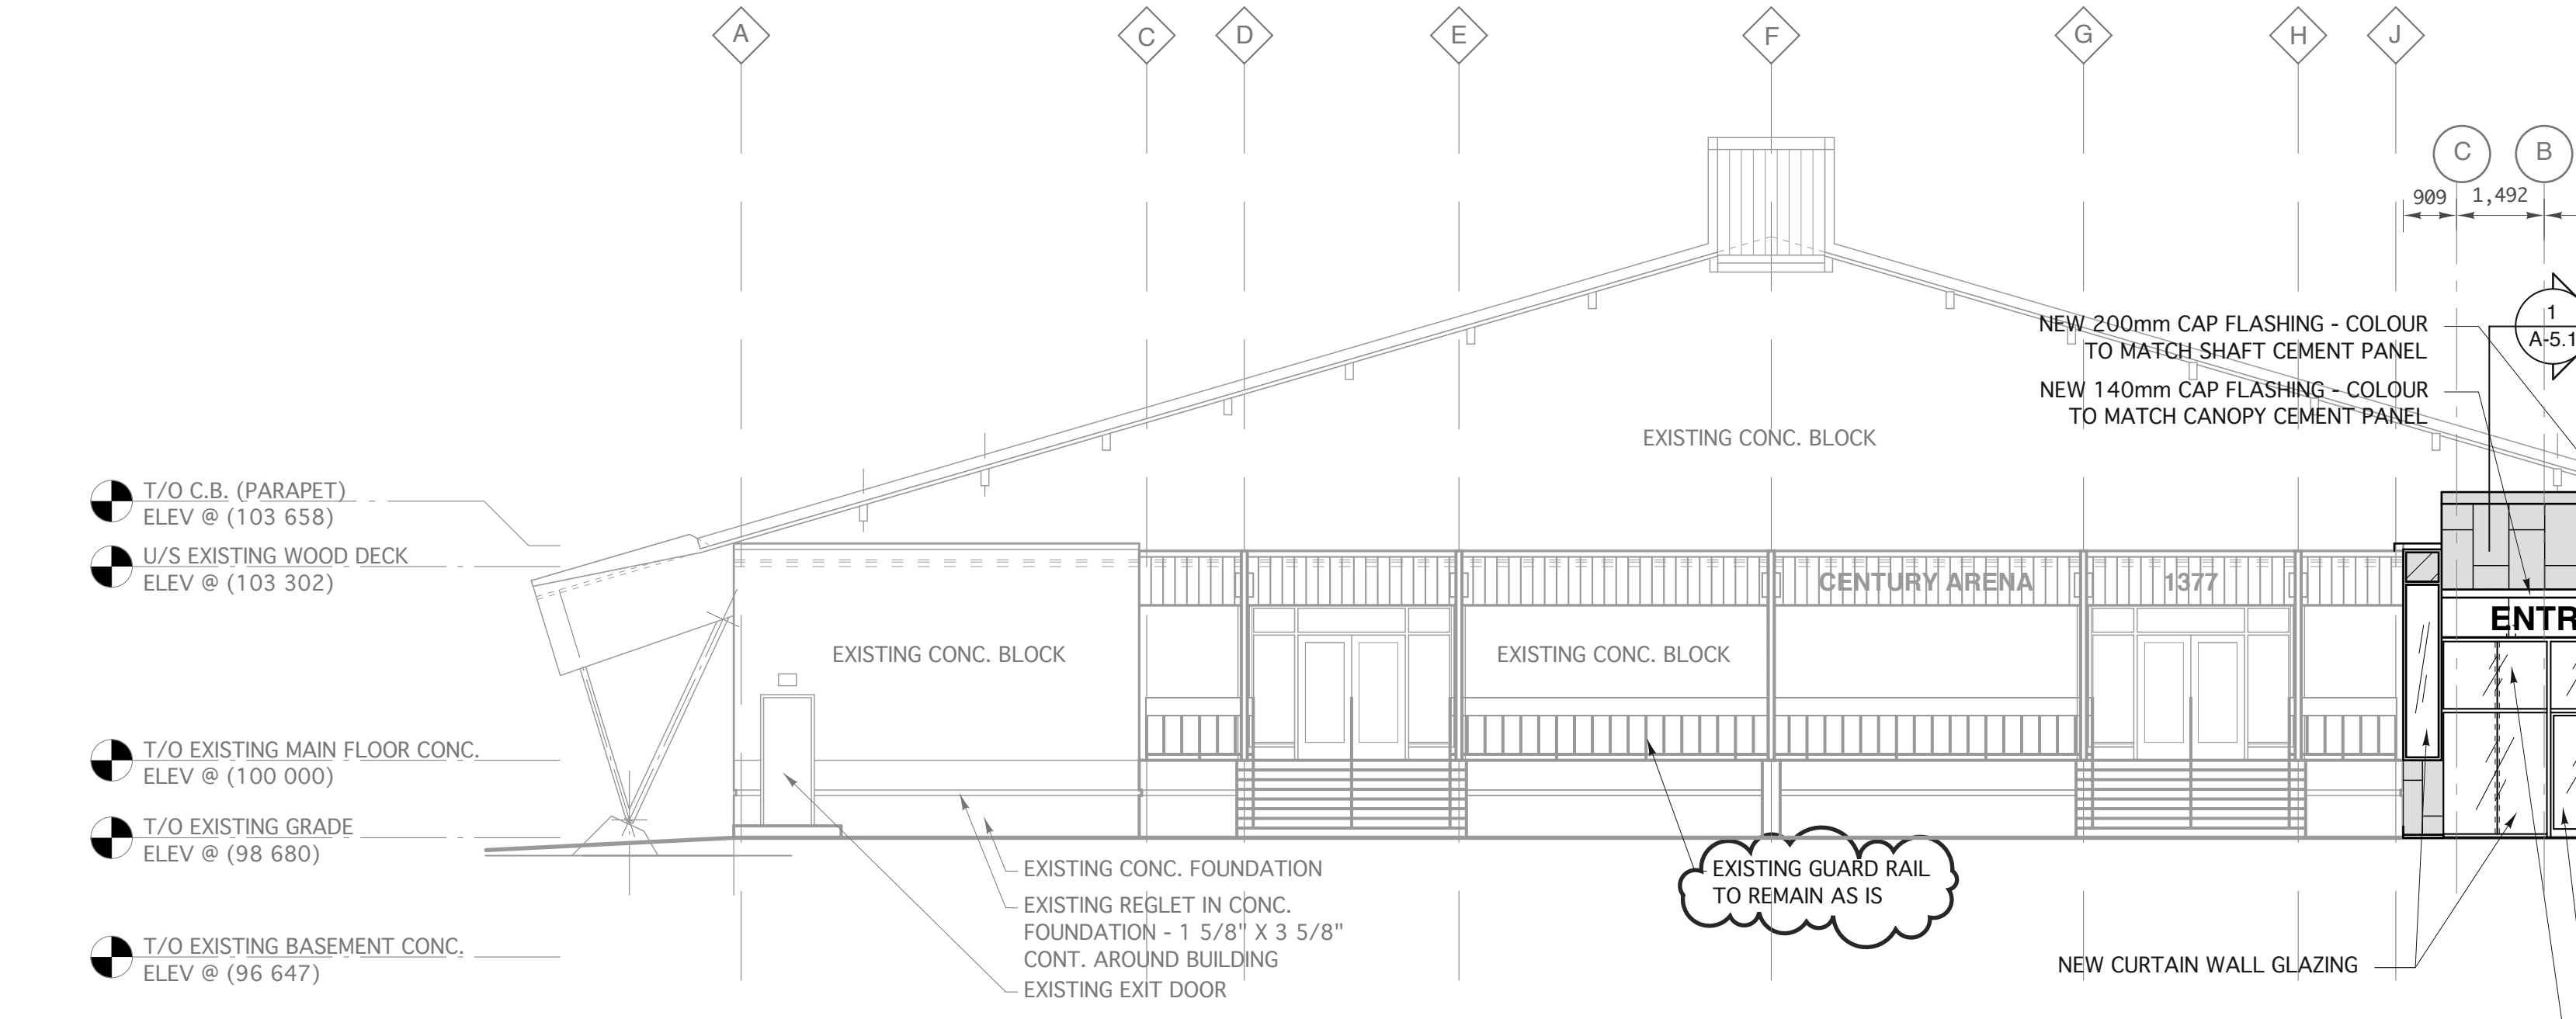 A
C
D
E
F
G
H
J
C
B
909
1,492
NEW 200mm CAP FLASHING - COLOUR
TO MATCH SHAFT CEMENT PANEL
1
A-5.1
NEW 140mm CAP FLASHING - COLOUR
TO MATCH CANOPY CEMENT PANEL
EXISTING CONC. BLOCK
T/O C.B. (PARAPET)
ELEV @ (103 658)
U/S EXISTING WOOD DECK
ELEV @ (103 302)
CENTURY ARENA
1377
ENTR
EXISTING CONC. BLOCK
EXISTING CONC. BLOCK
T/O EXISTING MAIN FLOOR CONC.
ELEV @ (100 000)
T/O EXISTING GRADE
ELEV @ (98 680)
EXISTING CONC. FOUNDATION
EXISTING REGLET IN CONC.
FOUNDATION - 1 5/8" X 3 5/8"
CONT. AROUND BUILDING
EXISTING EXIT DOOR
EXISTING GUARD RAIL
TO REMAIN AS IS
T/O EXISTING BASEMENT CONC.
ELEV @ (96 647)
NEW CURTAIN WALL GLAZING